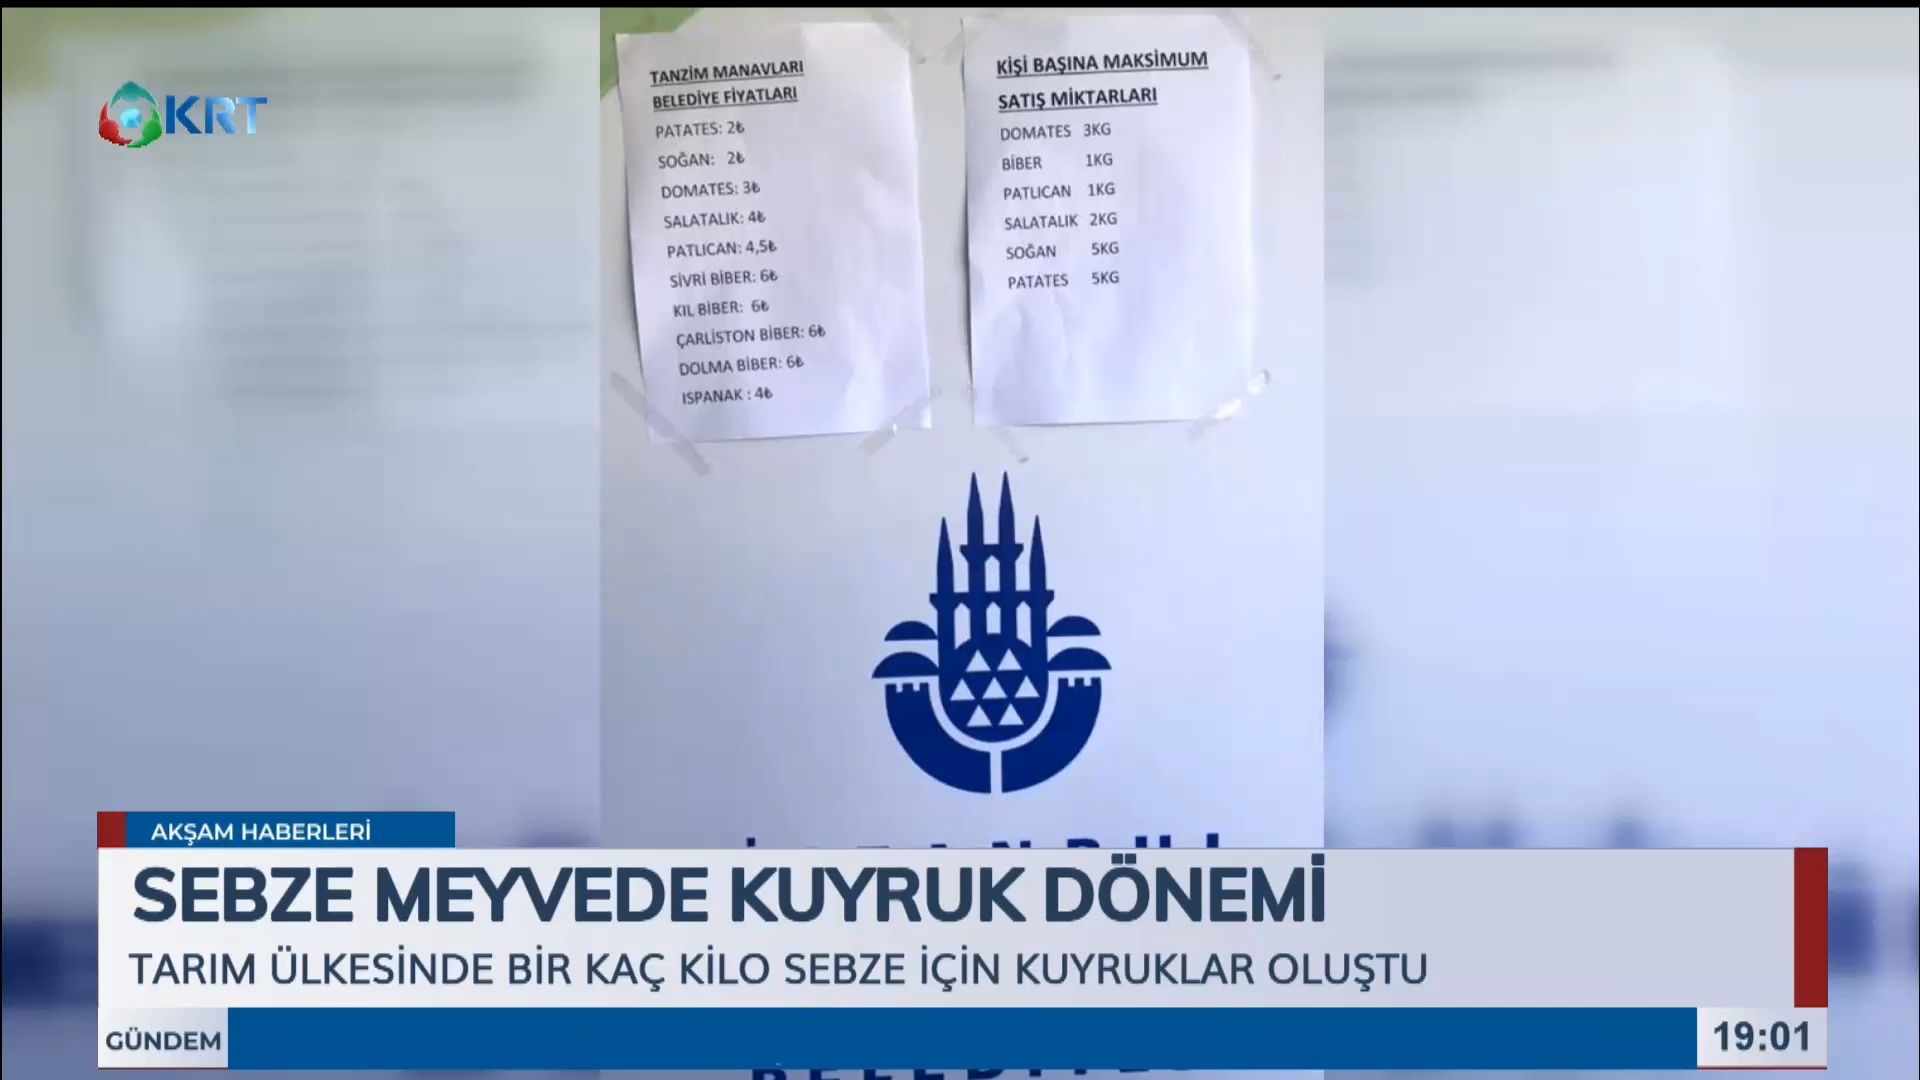 KRT
TANZİM MANAVLARI
BELEDİYE FİYATLARI
PATATES: 2₺
SOĞAN: 2₺
DOMATES: 3₺
SALATALIK: 4₺
PATLICAN: 4,5₺
SİVRİ BİBER: 6₺
KIL BİBER: 6₺
ÇARLİSTON BİBER: 6₺
DOLMA BİBER: 6₺
ISPANAK : 4₺
KİŞİ BAŞINA MAKSİMUM
SATIŞ MİKTARLARI
DOMATES 3KG
BİBER 1KG
PATLICAN 1KG
SALATALIK 2KG
SOĞAN 5KG
PATATES 5KG
AKŞAM HABERLERİ
SEBZE MEYVEDE KUYRUK DÖNEMİ
TARIM ÜLKESİNDE BİR KAÇ KİLO SEBZE İÇİN KUYRUKLAR OLUŞTU
GÜNDEM
19:01